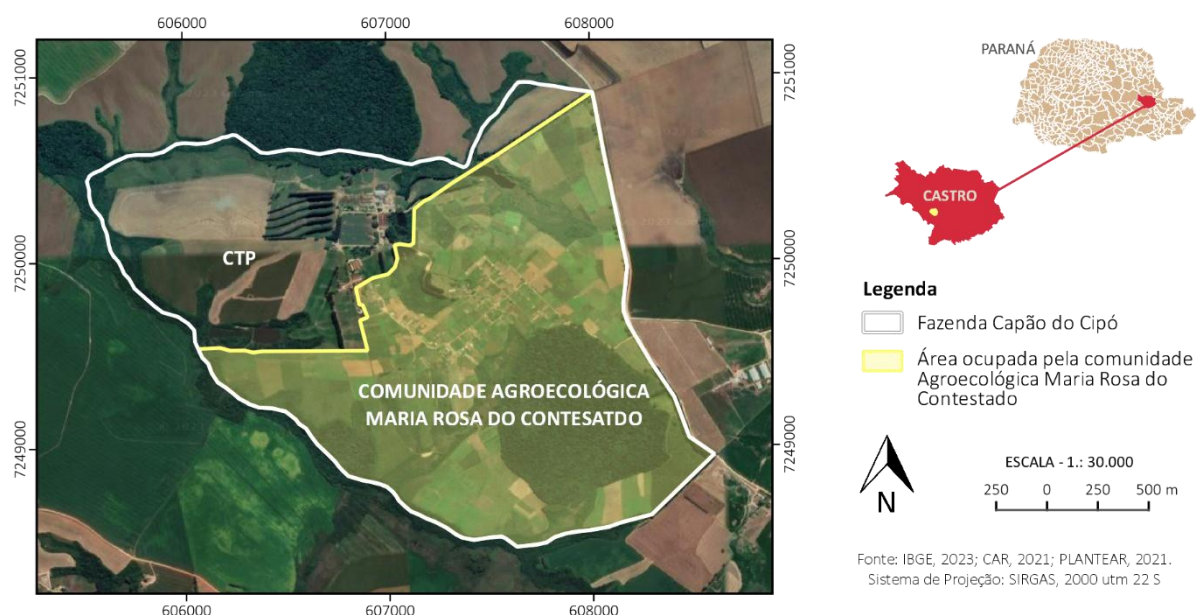 606000
607000
608000
7251000
7251000
CTP
7250000
7250000
COMUNIDADE AGROECOLÓGICA
MARIA ROSA DO CONTESATDO
7249000
7249000
606000
607000
608000
PARANÁ
CASTRO
Legenda
Fazenda Capão do Cipó
Área ocupada pela comunidade
Agroecológica Maria Rosa do
Contestado
N
ESCALA - 1.: 30.000
250 0 250 500 m
Fonte: IBGE, 2023; CAR, 2021; PLANTEAR, 2021.
Sistema de Projeção: SIRGAS, 2000 utm 22 S